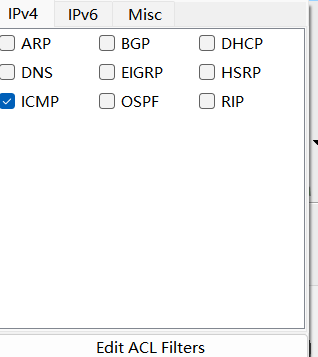 IPv4 IPv6 Misc
ARP BGP DHCP
DNS EIGRP HSRP
ICMP OSPF RIP
Edit ACL Filters